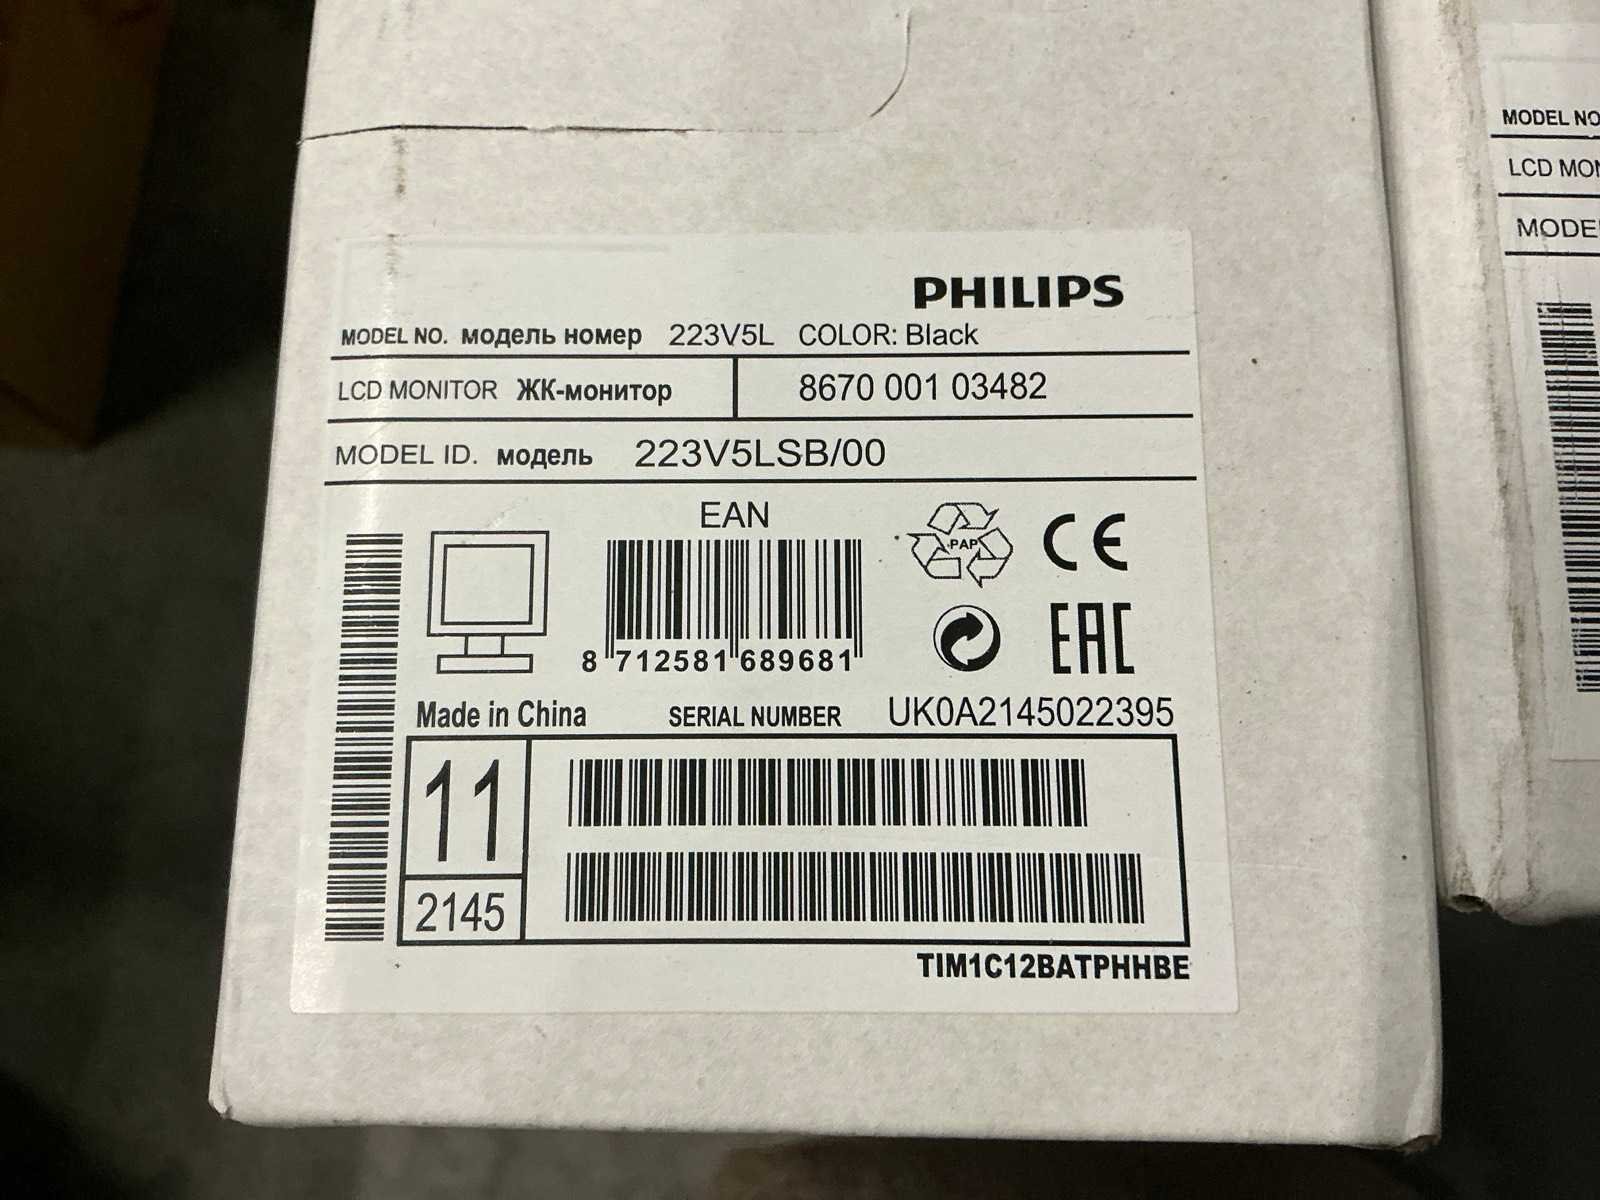 PHILIPS
MODEL NO. модель номер 223V5L COLOR: Black
LCD MONITOR ЖК-монитор 8670 001 03482
MODEL ID. модель 223V5LSB/00
EAN
PAP
CE
8 712581 689681
EAC
Made in China SERIAL NUMBER UK0A2145022395
11
2145
TIM1C12BATPHHBE
MODEL NO
LCD MON
MODE